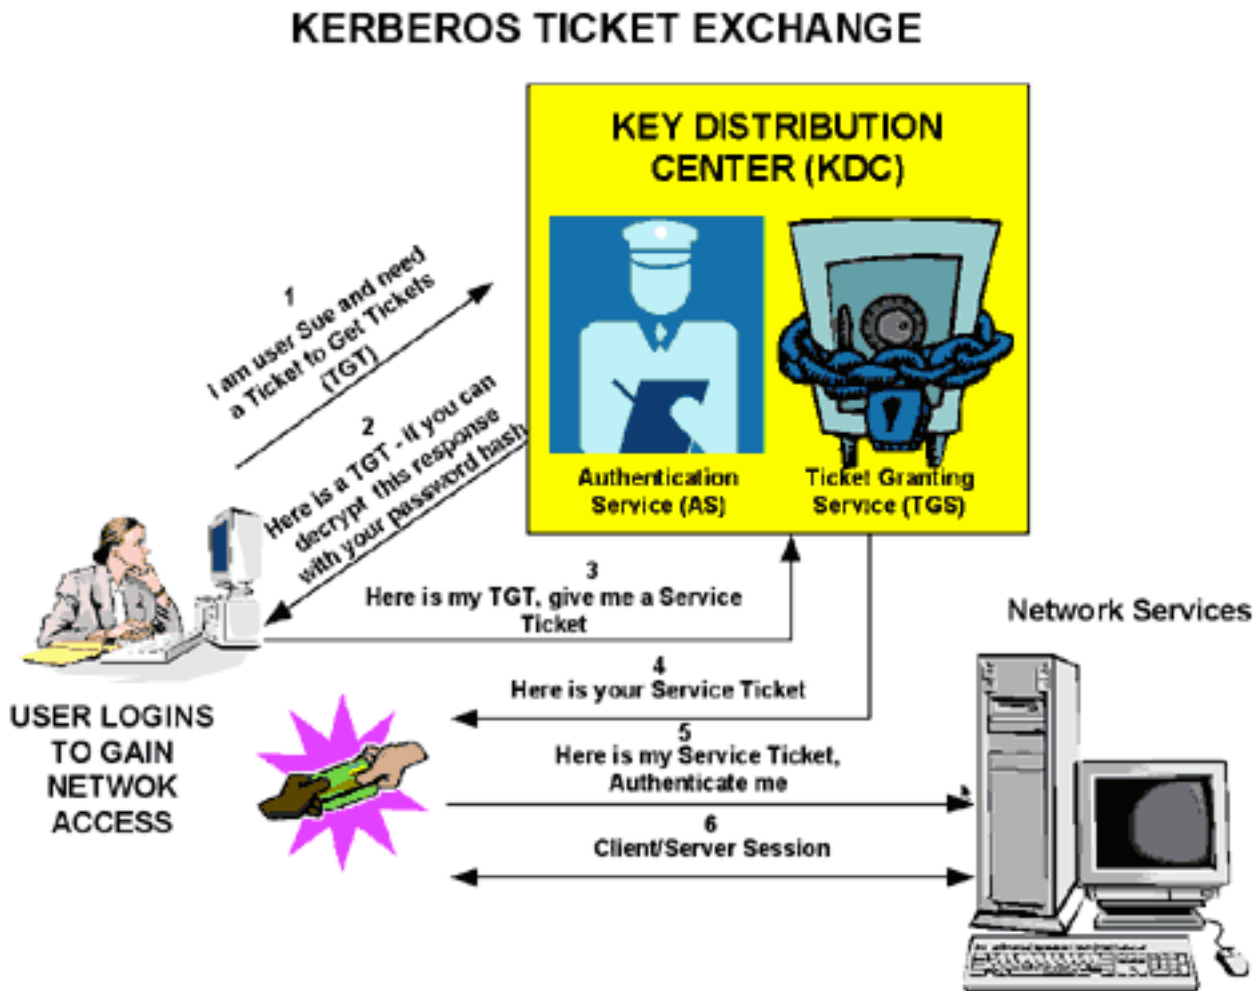 KERBEROS TICKET EXCHANGE
KEY DISTRIBUTION
CENTER (KDC)
Authentication
Service (AS)
Ticket Granting
Service (TGS)
1
I am user Sue and need
a Ticket to Get Tickets
(TGT)
2
Here is a TGT - if you can
decrypt this response
with your password hash
3
Here is my TGT, give me a Service
Ticket
4
Here is your Service Ticket
5
Here is my Service Ticket,
Authenticate me
6
Client/Server Session
Network Services
USER LOGINS
TO GAIN
NETWOK
ACCESS